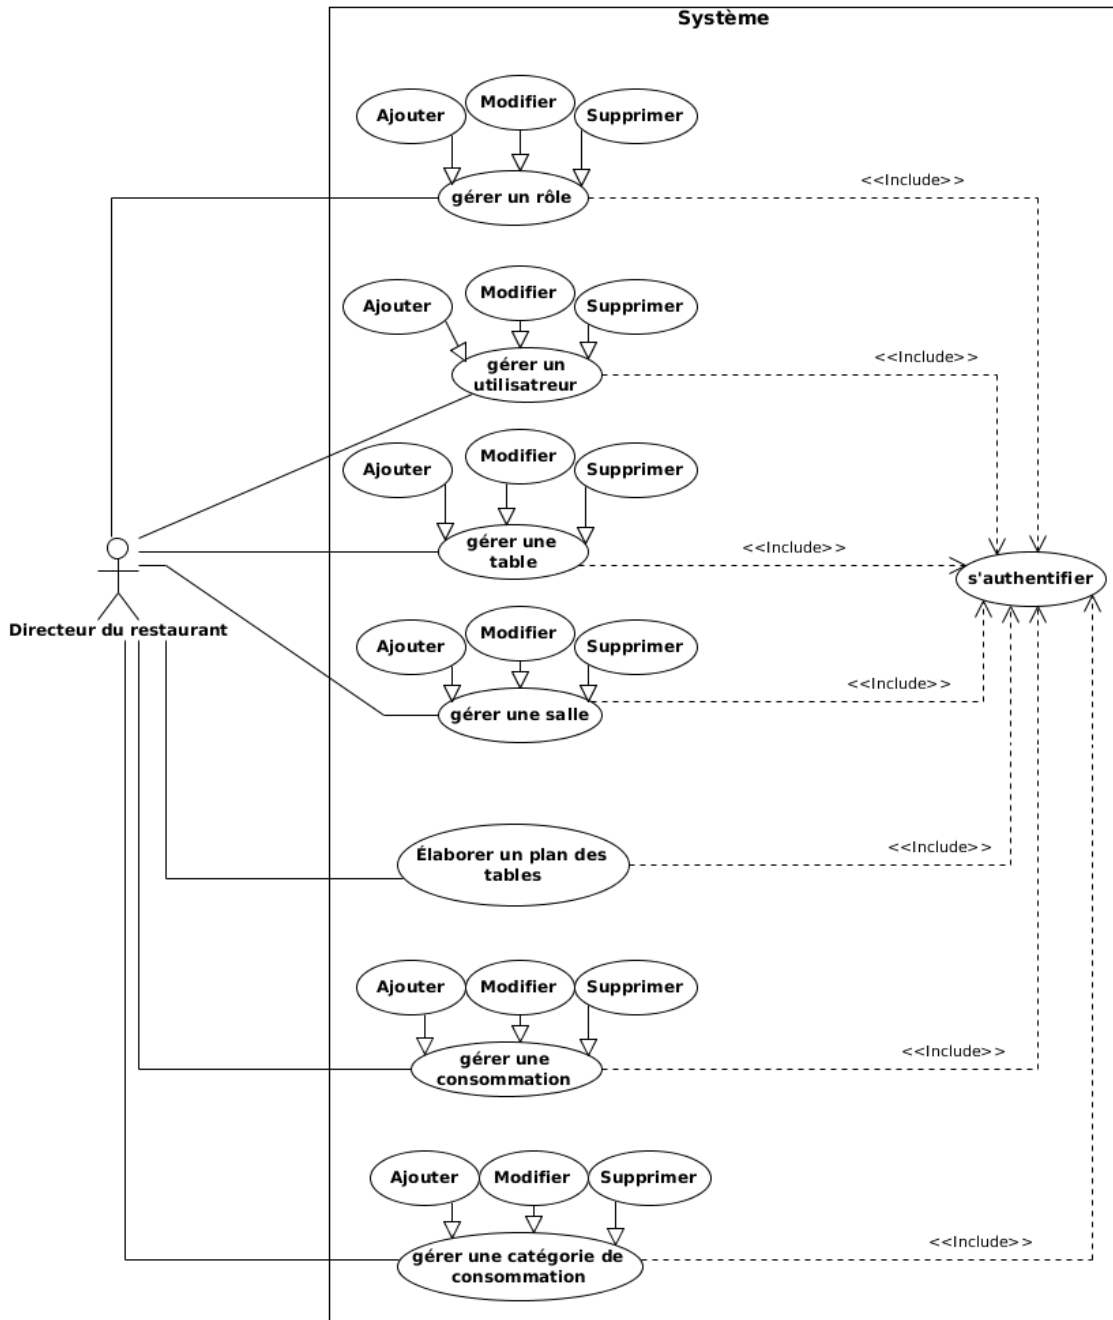 Système
Ajouter
Modifier
Supprimer
gérer un rôle
<<Include>>
Ajouter
Modifier
Supprimer
gérer un
utilisatreur
<<Include>>
Ajouter
Modifier
Supprimer
gérer une
table
<<Include>>
s'authentifier
Directeur du restaurant
Ajouter
Modifier
Supprimer
gérer une salle
<<Include>>
Élaborer un plan des
tables
<<Include>>
Ajouter
Modifier
Supprimer
gérer une
consommation
<<Include>>
Ajouter
Modifier
Supprimer
gérer une catégorie de
consommation
<<Include>>